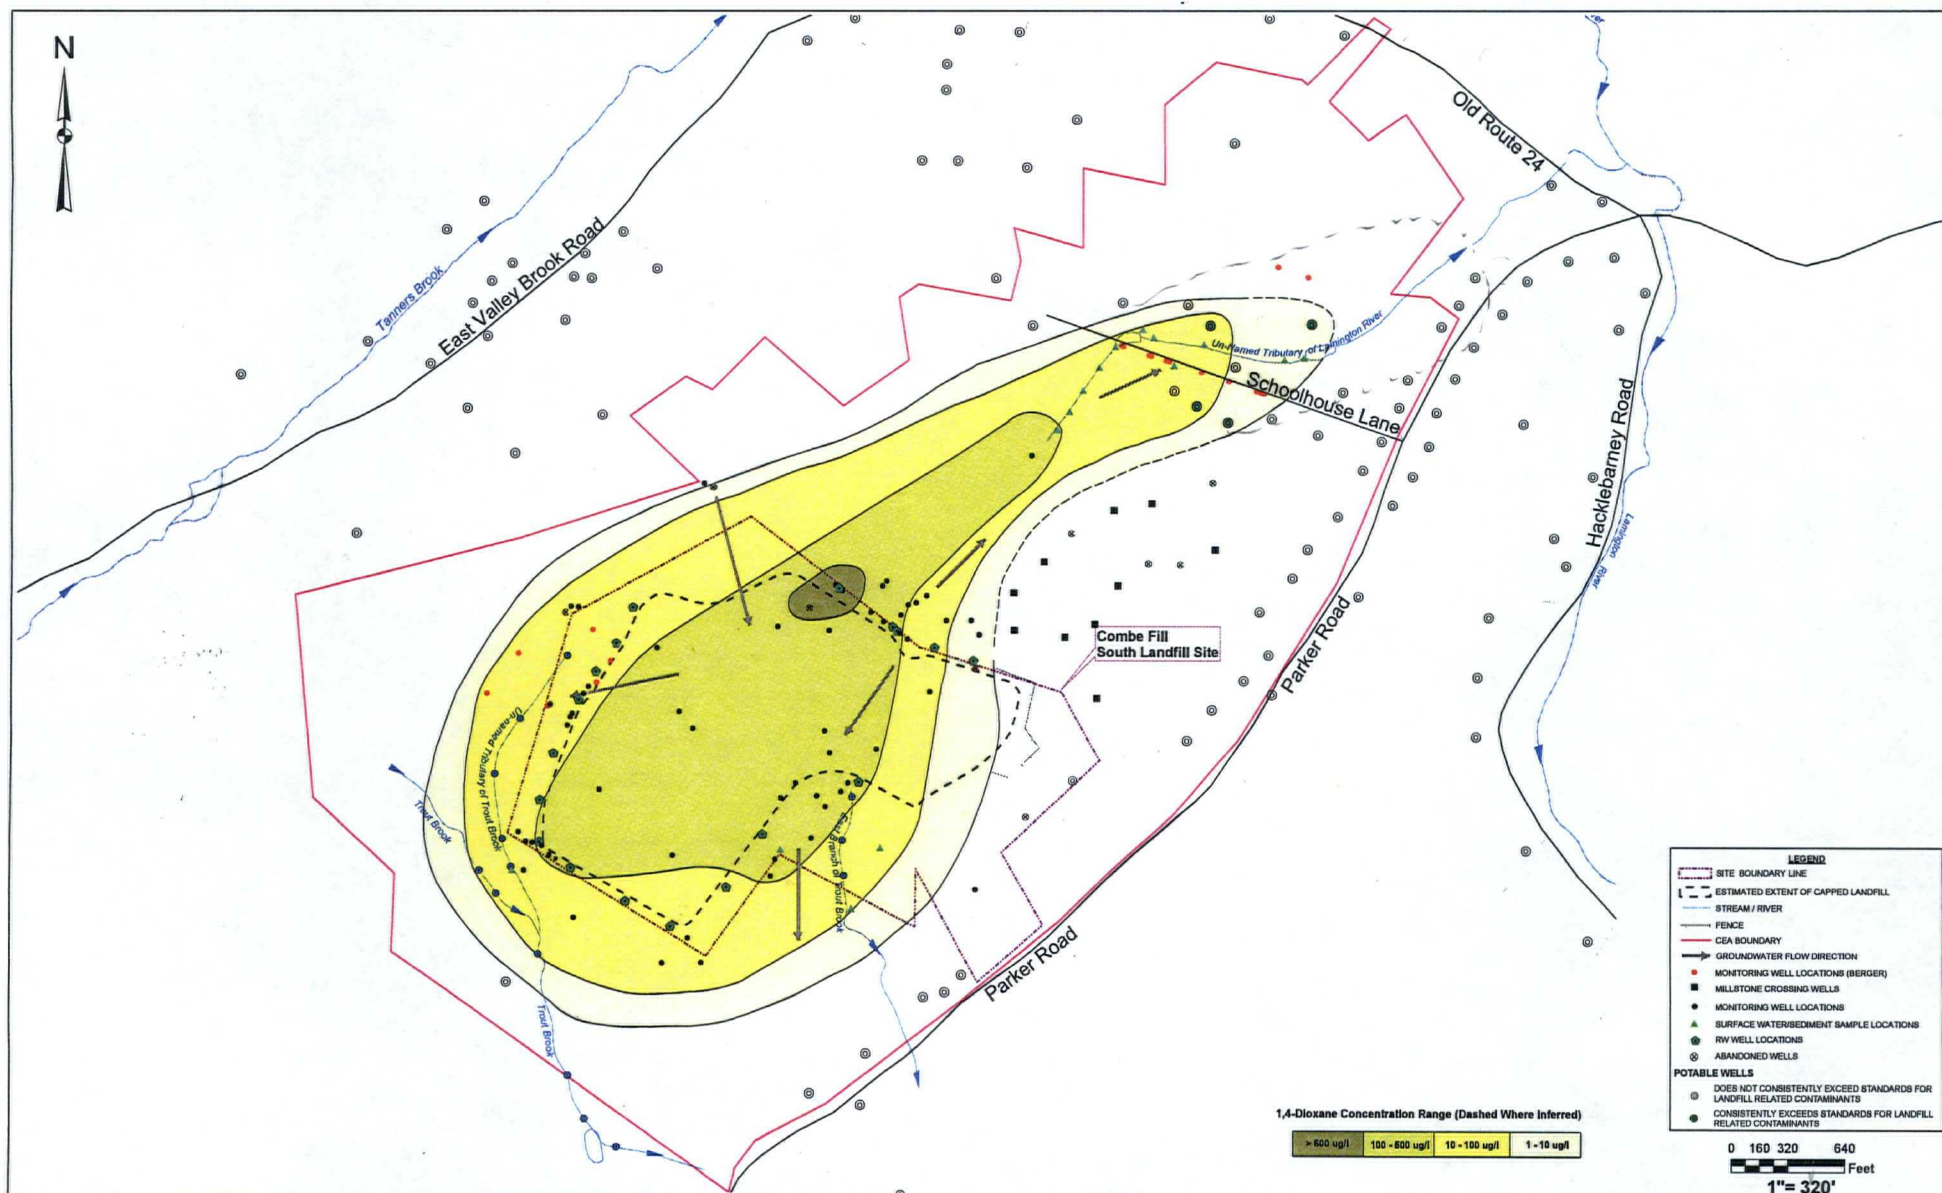 N
Old Route 24
Tanners Brook
East Valley Brook Road
Un-Named Tributary of Lamington River
Schoolhouse Lane
Hacklebarney Road
Lamington River
Combe Fill
South Landfill Site
Parker Road
Un-named Tributary of Trout Brook
Trout Brook
East Branch of Trout Brook
Parker Road
Trout Brook
LEGEND
SITE BOUNDARY LINE
ESTIMATED EXTENT OF CAPPED LANDFILL
STREAM / RIVER
FENCE
CEA BOUNDARY
GROUNDWATER FLOW DIRECTION
MONITORING WELL LOCATIONS (BERGER)
MILLSTONE CROSSING WELLS
MONITORING WELL LOCATIONS
SURFACE WATER/SEDIMENT SAMPLE LOCATIONS
RW WELL LOCATIONS
ABANDONED WELLS
POTABLE WELLS
DOES NOT CONSISTENTLY EXCEED STANDARDS FOR
LANDFILL RELATED CONTAMINANTS
CONSISTENTLY EXCEEDS STANDARDS FOR LANDFILL
RELATED CONTAMINANTS
1,4-Dioxane Concentration Range (Dashed Where Inferred)
> 500 ug/l 100 - 500 ug/l 10 - 100 ug/l 1 - 10 ug/l
0 160 320 640
Feet
1"= 320'